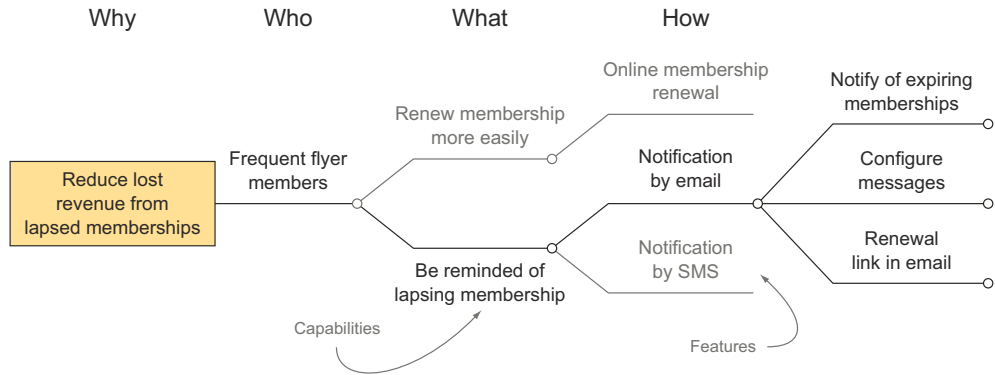 Why
Who
What
How
Reduce lost
revenue from
lapsed memberships
Frequent flyer
members
Renew membership
more easily
Be reminded of
lapsing membership
Online membership
renewal
Notification
by email
Notification
by SMS
Notify of expiring
memberships
Configure
messages
Renewal
link in email
Capabilities
Features